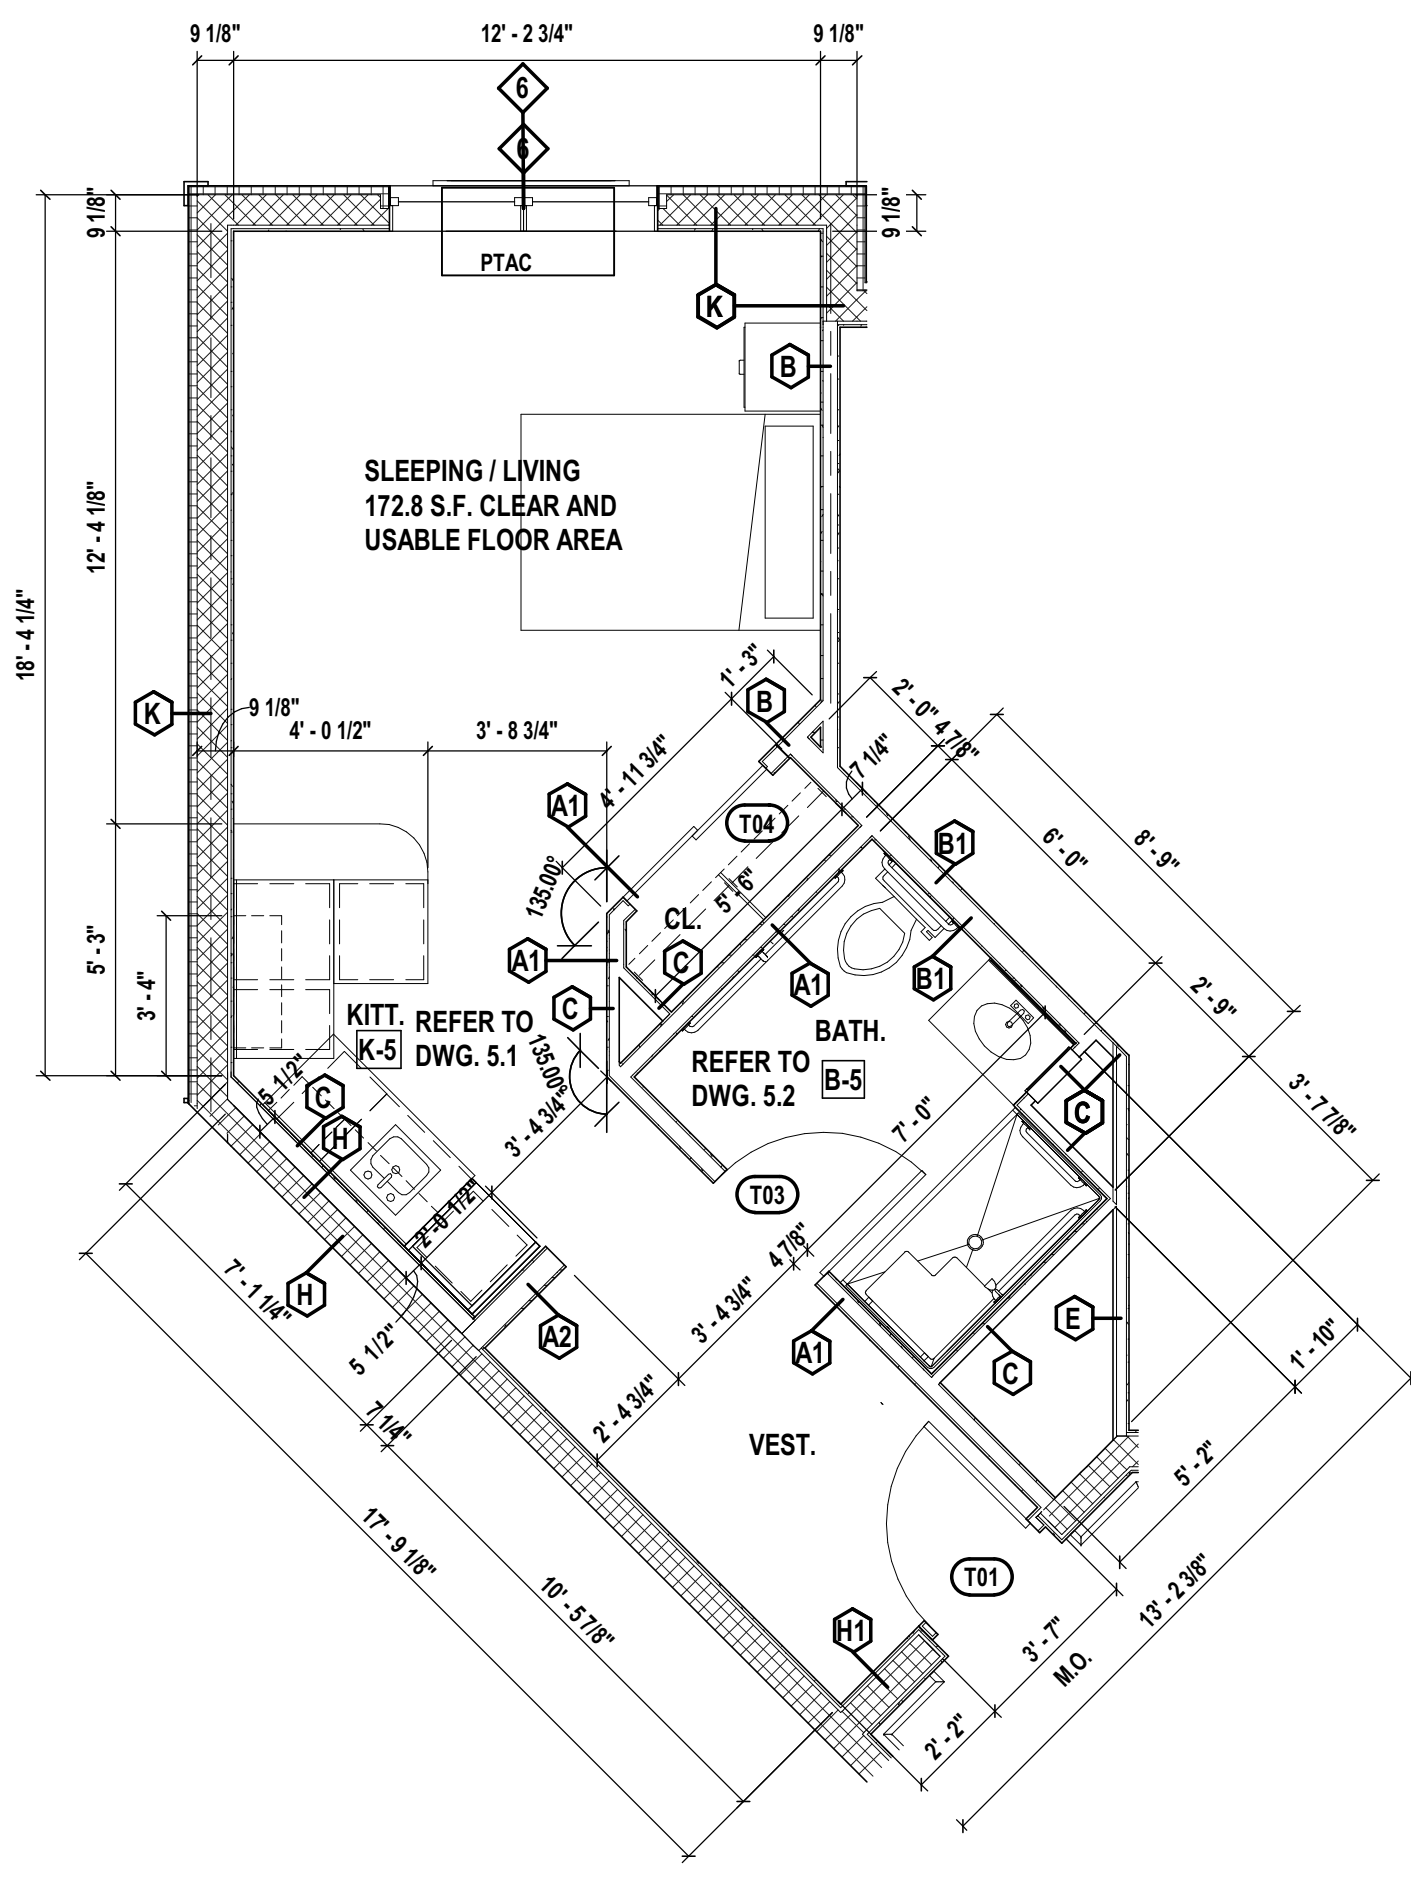 9 1/8"
12' - 2 3/4"
9 1/8"
6
6
9 1/8"
9 1/8"
PTAC
K
B
SLEEPING / LIVING
172.8 S.F. CLEAR AND
USABLE FLOOR AREA
12' - 4 1/8"
18' - 4 1/4"
1' - 3"
B
K
9 1/8"
4' - 0 1/2"
3' - 8 3/4"
2' - 0"
4 7/8"
7 1/4"
4' - 11 3/4"
A1
T04
B1
6' - 0"
8' - 9"
135.00°
5' - 6"
CL.
5' - 3"
3' - 4"
A1
C
A1
B1
2' - 9"
C
KITT.
K-5
REFER TO
DWG. 5.1
BATH.
REFER TO
DWG. 5.2
B-5
135.00°
5 1/2"
C
H
3' - 4 3/4"
7' - 0"
C
3' - 7 7/8"
T03
2' - 0 1/2"
4 7/8"
7' - 1 1/4"
H
3' - 4 3/4"
E
5 1/2"
A2
A1
C
1' - 10"
7 1/4"
2' - 4 3/4"
VEST.
5' - 2"
17' - 9 1/8"
10' - 5 7/8"
T01
13' - 2 3/8"
H1
3' - 7"
M.O.
2' - 2"